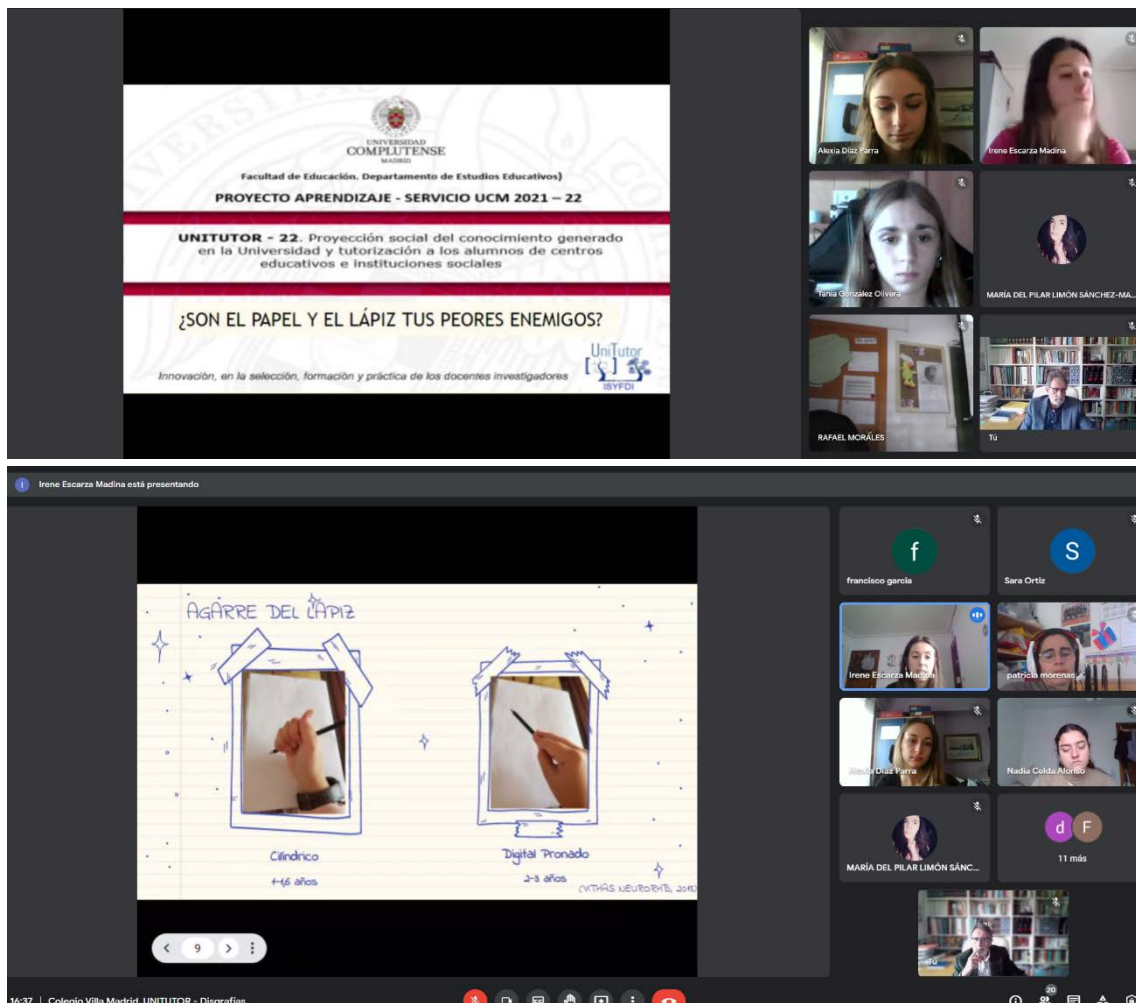 UNIVERSIDAD
COMPLUTENSE
MADRID
Facultad de Educación. Departamento de Estudios Educativos)
PROYECTO APRENDIZAJE - SERVICIO UCM 2021 – 22
UNITUTOR - 22. Proyección social del conocimiento generado
en la Universidad y tutorización a los alumnos de centros
educativos e instituciones sociales
¿SON EL PAPEL Y EL LÁPIZ TUS PEORES ENEMIGOS?
UniTutor
ISYFDI
Innovación, en la selección, formación y práctica de los docentes investigadores
Alexia Díaz Parra
Irene Escarza Madina
Tania González Olivera
MARÍA DEL PILAR LIMÓN SÁNCHEZ-MA...
RAFAEL MORALES
Tú
I
Irene Escarza Madina está presentando
AGARRE DEL LÁPIZ
Cilíndrico
1-1,5 años
Digital Pronado
2-3 años
(VITHAS NEURORHB,
9
f
francisco garcia
S
Sara Ortiz
Irene Escarza Madina
patricia morenas
Alexia Díaz Parra
Nadia Celda Alonso
MARÍA DEL PILAR LIMÓN SÁNC...
d F
11 más
Tú
16:37 | Colegio Villa Madrid. UNITUTOR - Disgrafías
20